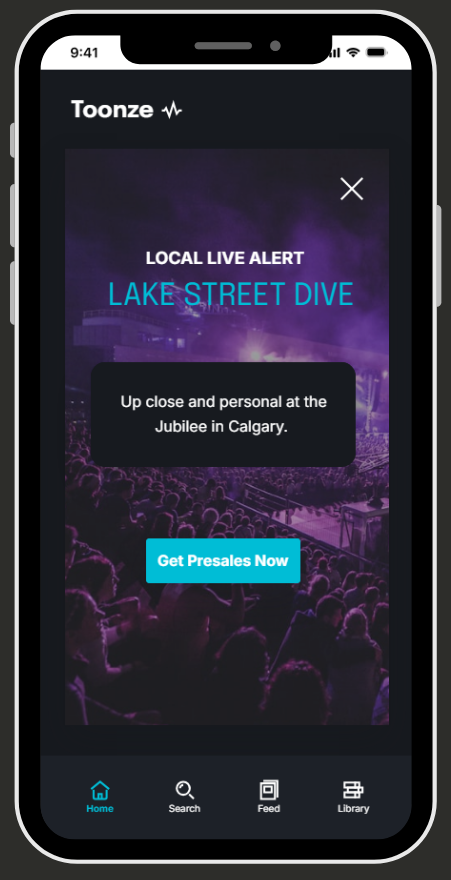 9:41
Toonze
LOCAL LIVE ALERT
LAKE STREET DIVE
Up close and personal at the
Jubilee in Calgary.
Get Presales Now
Home
Search
Feed
Library